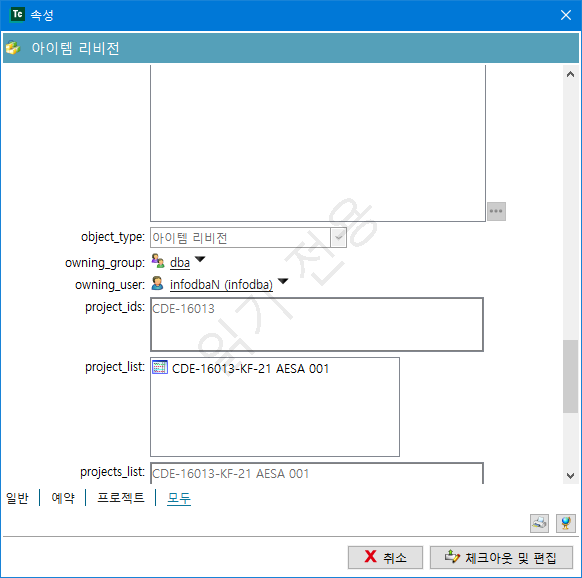 Tc 속성
아이템 리비전
읽기 전용
object_type: 아이템 리비전
owning_group: dba
owning_user: infodbaN (infodba)
project_ids: CDE-16013
project_list: CDE-16013-KF-21 AESA 001
projects_list: CDE-16013-KF-21 AESA 001
일반 예약 프로젝트 모두
취소 체크아웃 및 편집